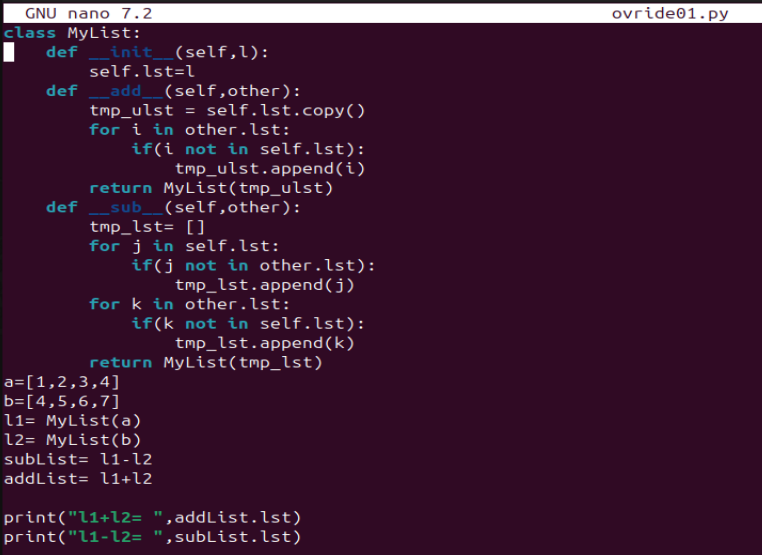 GNU nano 7.2 ovride01.py
class MyList:
    def __init__(self,l):
        self.lst=l
    def __add__(self,other):
        tmp_ulst = self.lst.copy()
        for i in other.lst:
            if(i not in self.lst):
                tmp_ulst.append(i)
        return MyList(tmp_ulst)
    def __sub__(self,other):
        tmp_lst= []
        for j in self.lst:
            if(j not in other.lst):
                tmp_lst.append(j)
        for k in other.lst:
            if(k not in self.lst):
                tmp_lst.append(k)
        return MyList(tmp_lst)
a=[1,2,3,4]
b=[4,5,6,7]
l1= MyList(a)
l2= MyList(b)
subList= l1-l2
addList= l1+l2

print("l1+l2= ",addList.lst)
print("l1-l2= ",subList.lst)